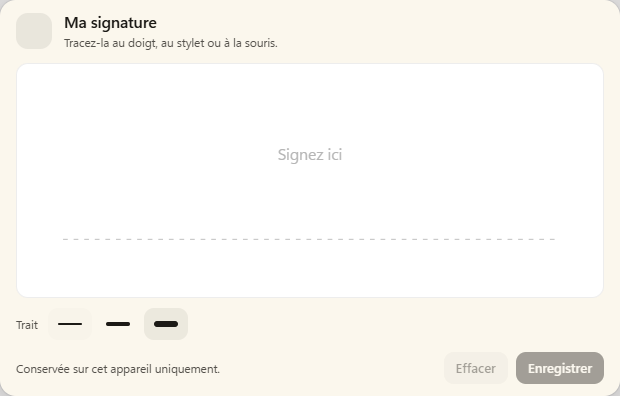 Ma signature
Tracez-la au doigt, au stylet ou à la souris.
Signez ici
Trait
Conservée sur cet appareil uniquement.
Effacer
Enregistrer